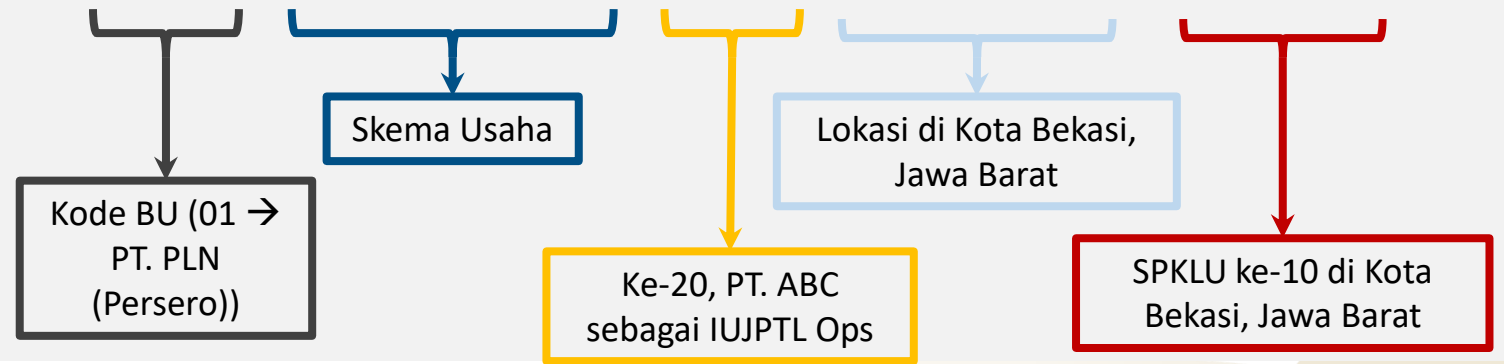 Skema Usaha
Lokasi di Kota Bekasi,
Jawa Barat
Kode BU (01 →
PT. PLN
(Persero))
Ke-20, PT. ABC
sebagai IUJPTL Ops
SPKLU ke-10 di Kota
Bekasi, Jawa Barat